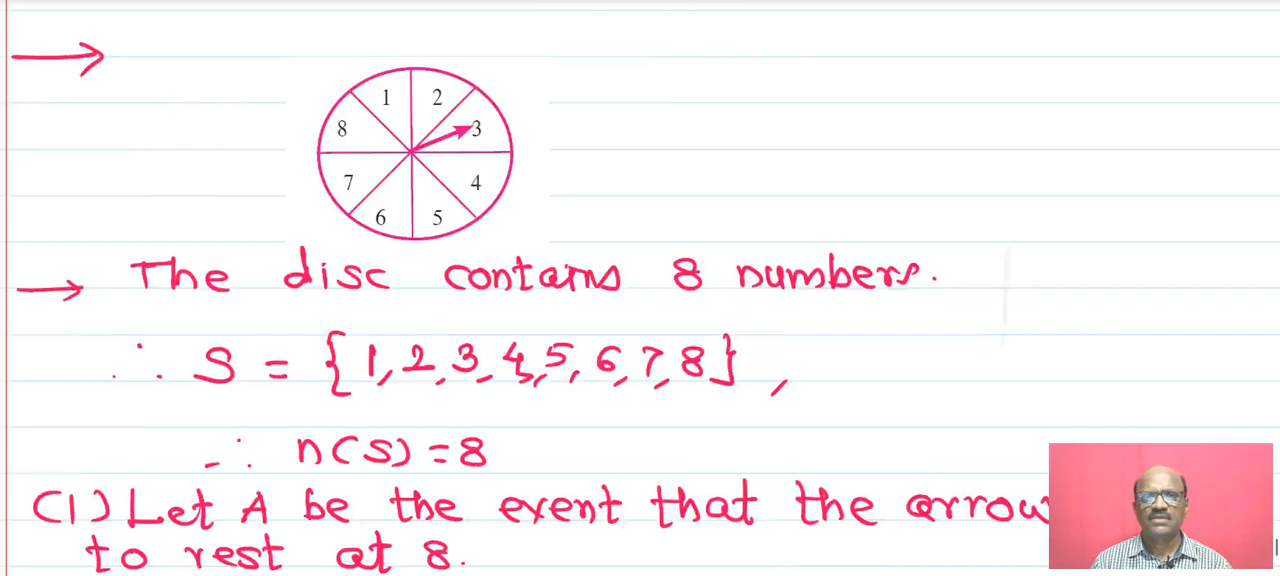 1 2
8 3
7 4
6 5
The disc contains 8 numbers.
∴ S = {1, 2, 3, 4, 5, 6, 7, 8},
∴ n(S) = 8
(1) Let A be the event that the arrow
to rest at 8.